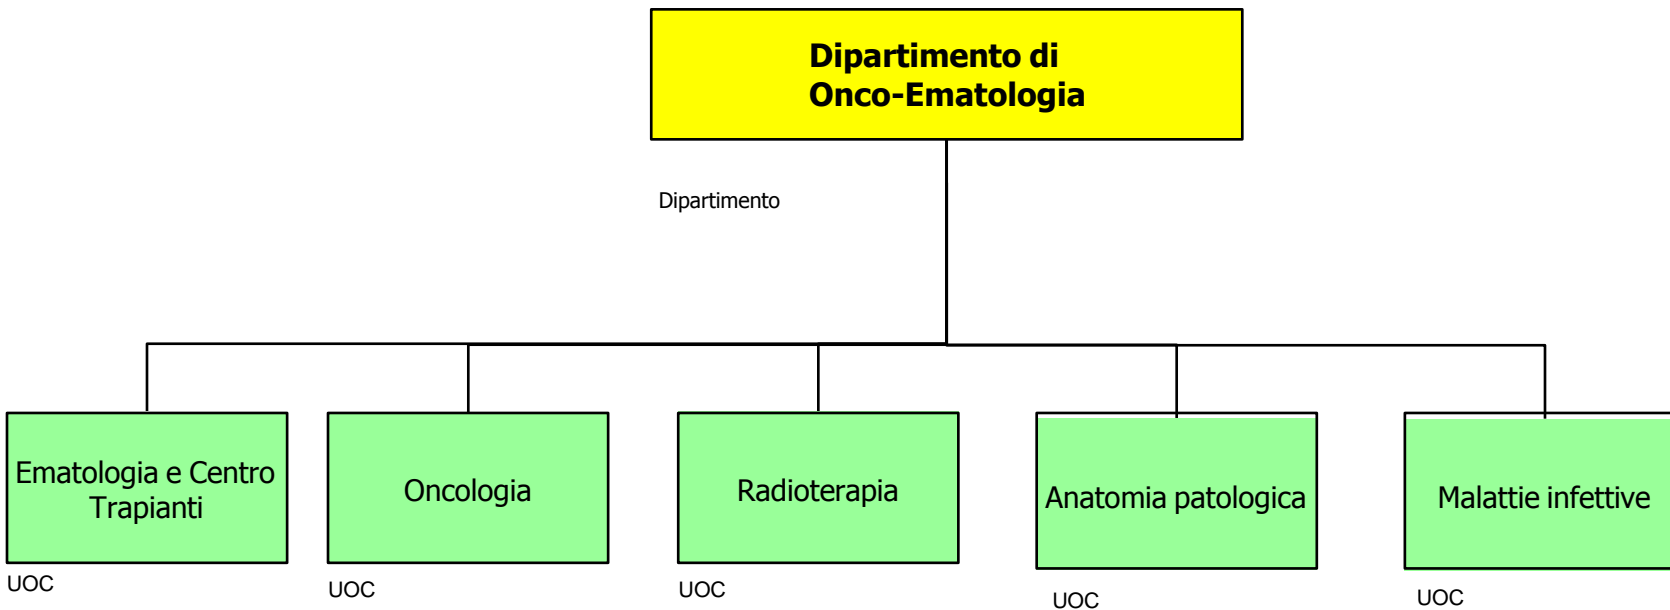 Dipartimento di
Onco-Ematologia
Dipartimento
Ematologia e Centro
Trapianti
Oncologia
Radioterapia
Anatomia patologica
Malattie infettive
UOC
UOC
UOC
UOC
UOC